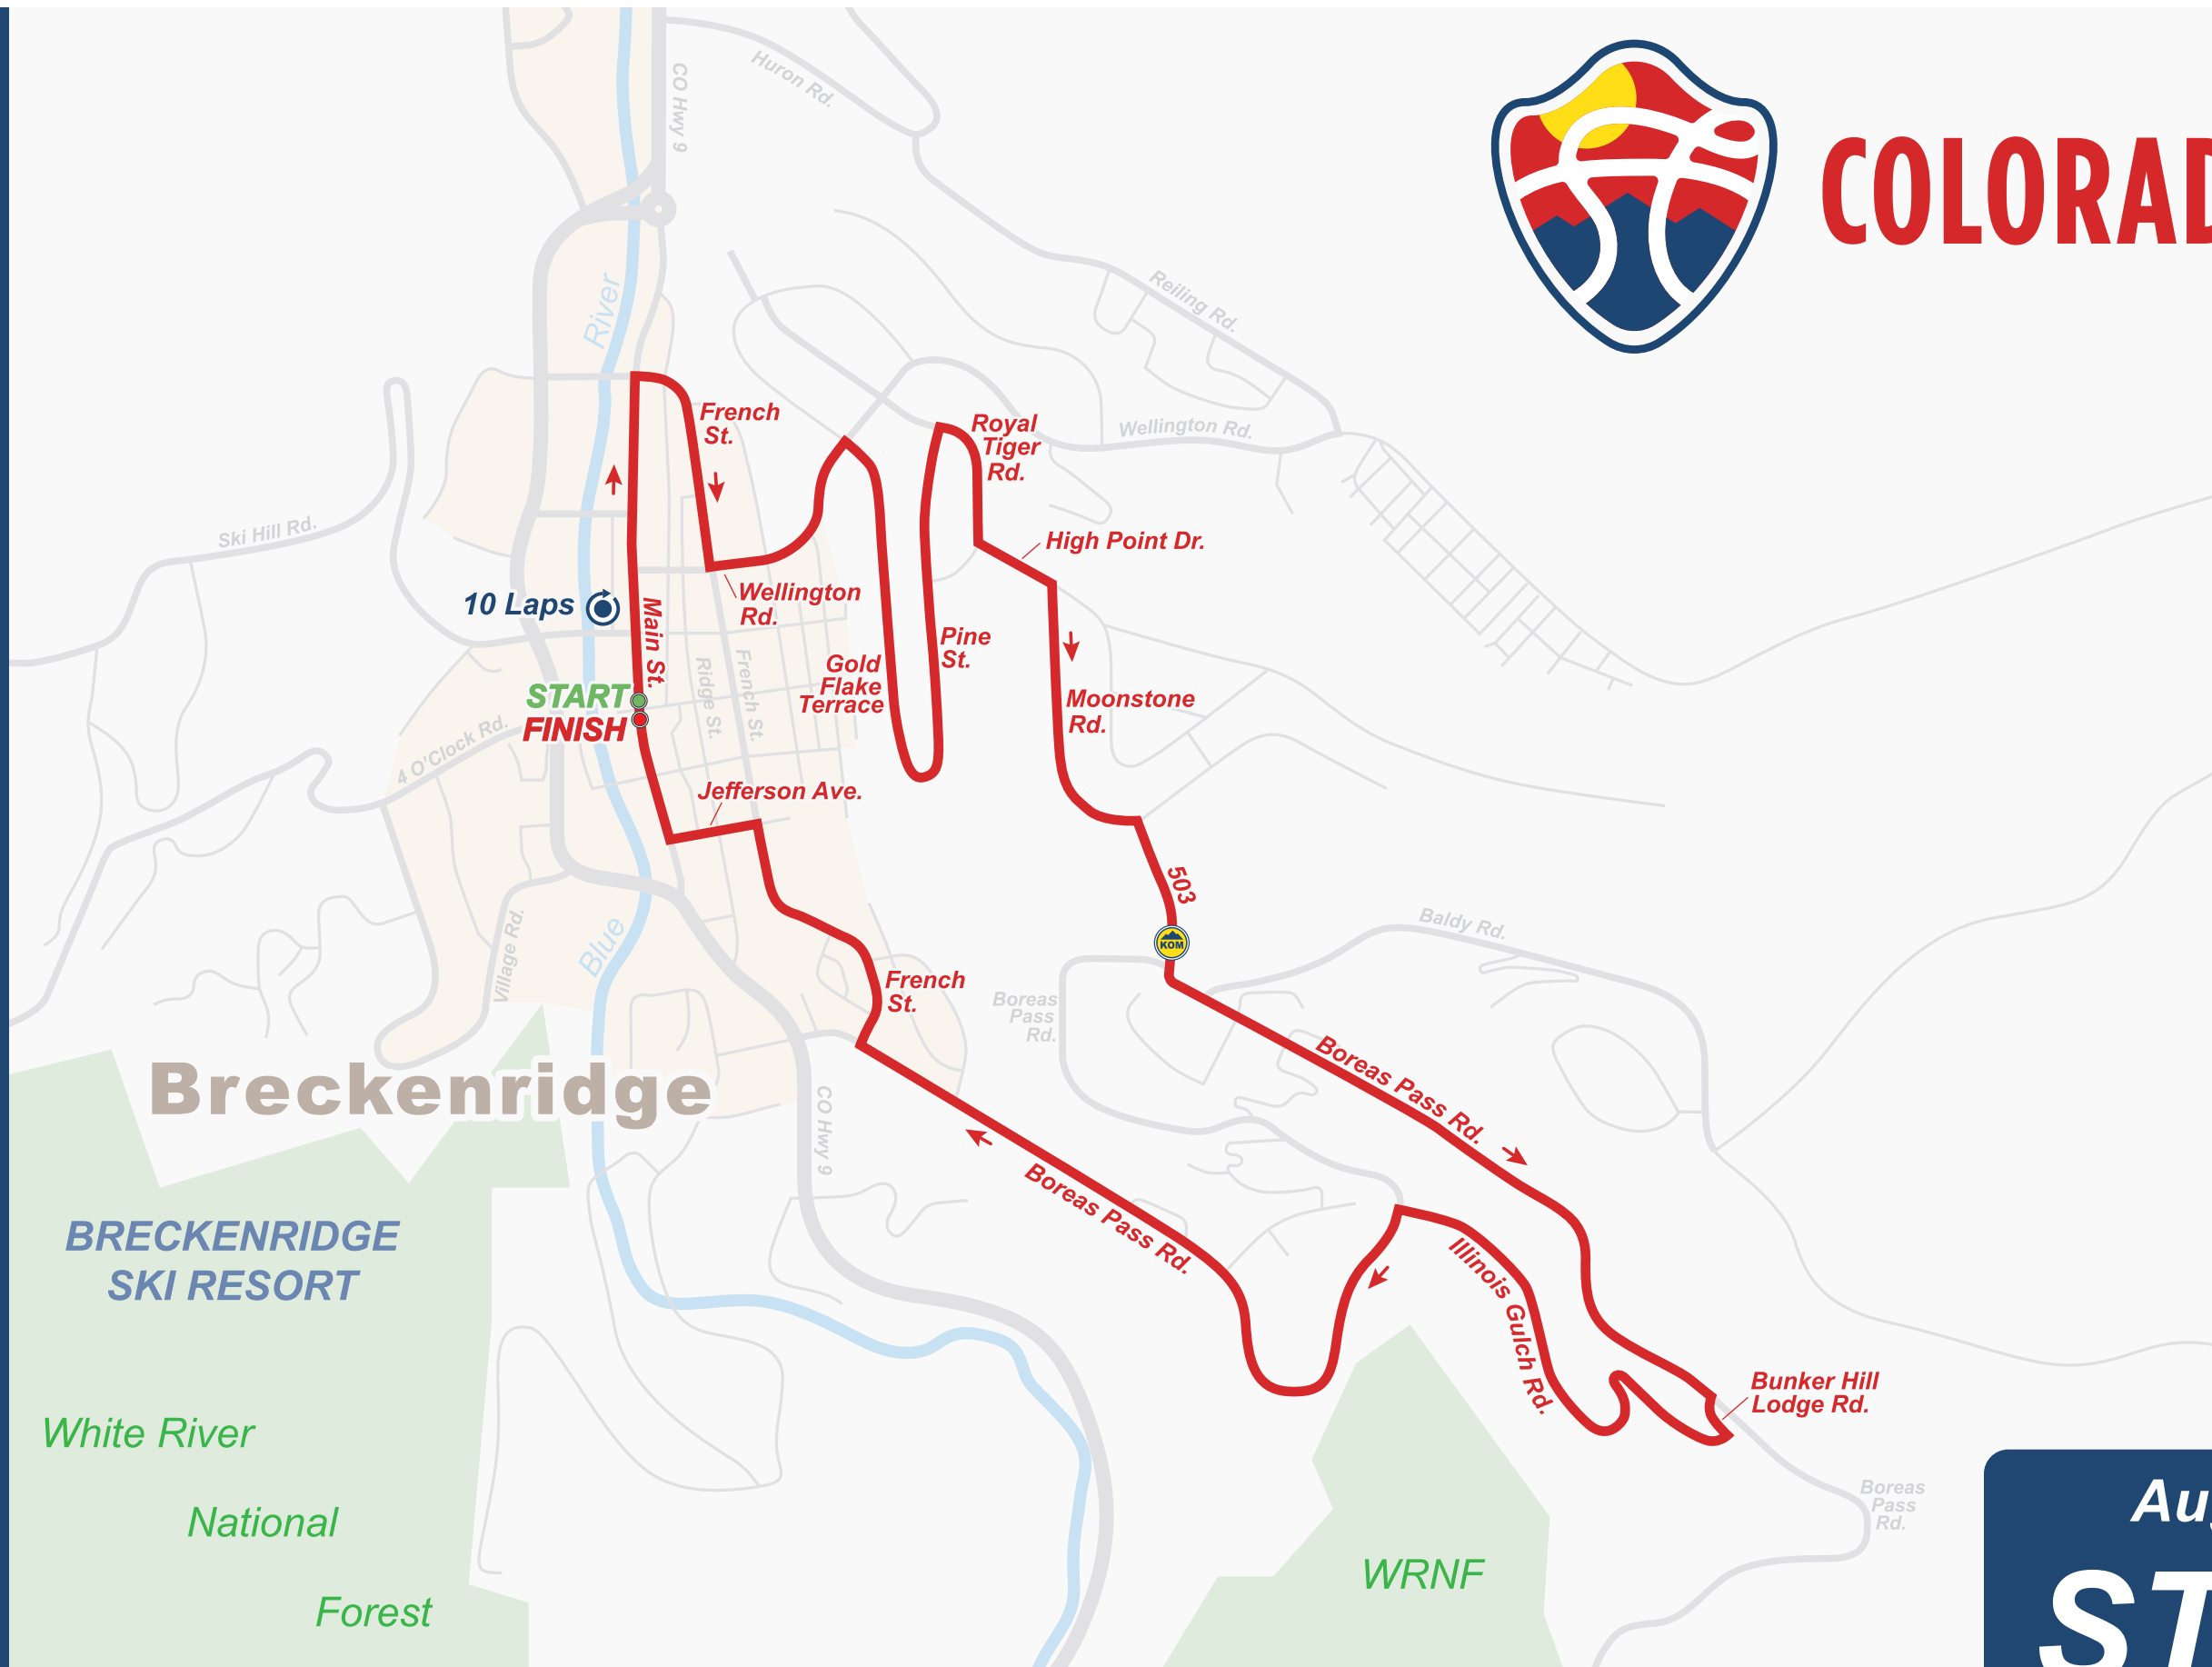 CO Hwy 9
Huron Rd.
COLORAD
River
Reiling Rd.
French
St.
Royal
Tiger
Rd.
Wellington Rd.
Ski Hill Rd.
High Point Dr.
10 Laps
Main St.
Wellington
Rd.
Pine
St.
Gold
Flake
Terrace
Ridge St.
French St.
START
FINISH
Moonstone
Rd.
4 O'Clock Rd.
Jefferson Ave.
503
KOM
Village Rd.
Blue
French
St.
Baldy Rd.
Boreas
Pass
Rd.
Boreas Pass Rd.
Breckenridge
CO Hwy 9
Boreas Pass Rd.
BRECKENRIDGE
SKI RESORT
Illinois Gulch Rd.
Bunker Hill
Lodge Rd.
White River
National
Forest
Boreas
Pass
Rd.
WRNF
Aug
ST